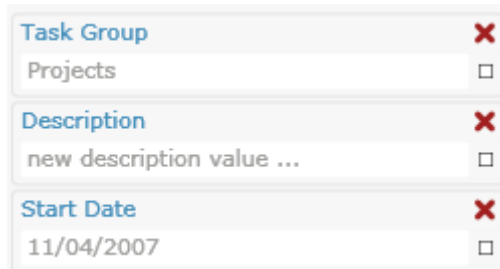 Task Group
Projects
Description
new description value ...
Start Date
11/04/2007